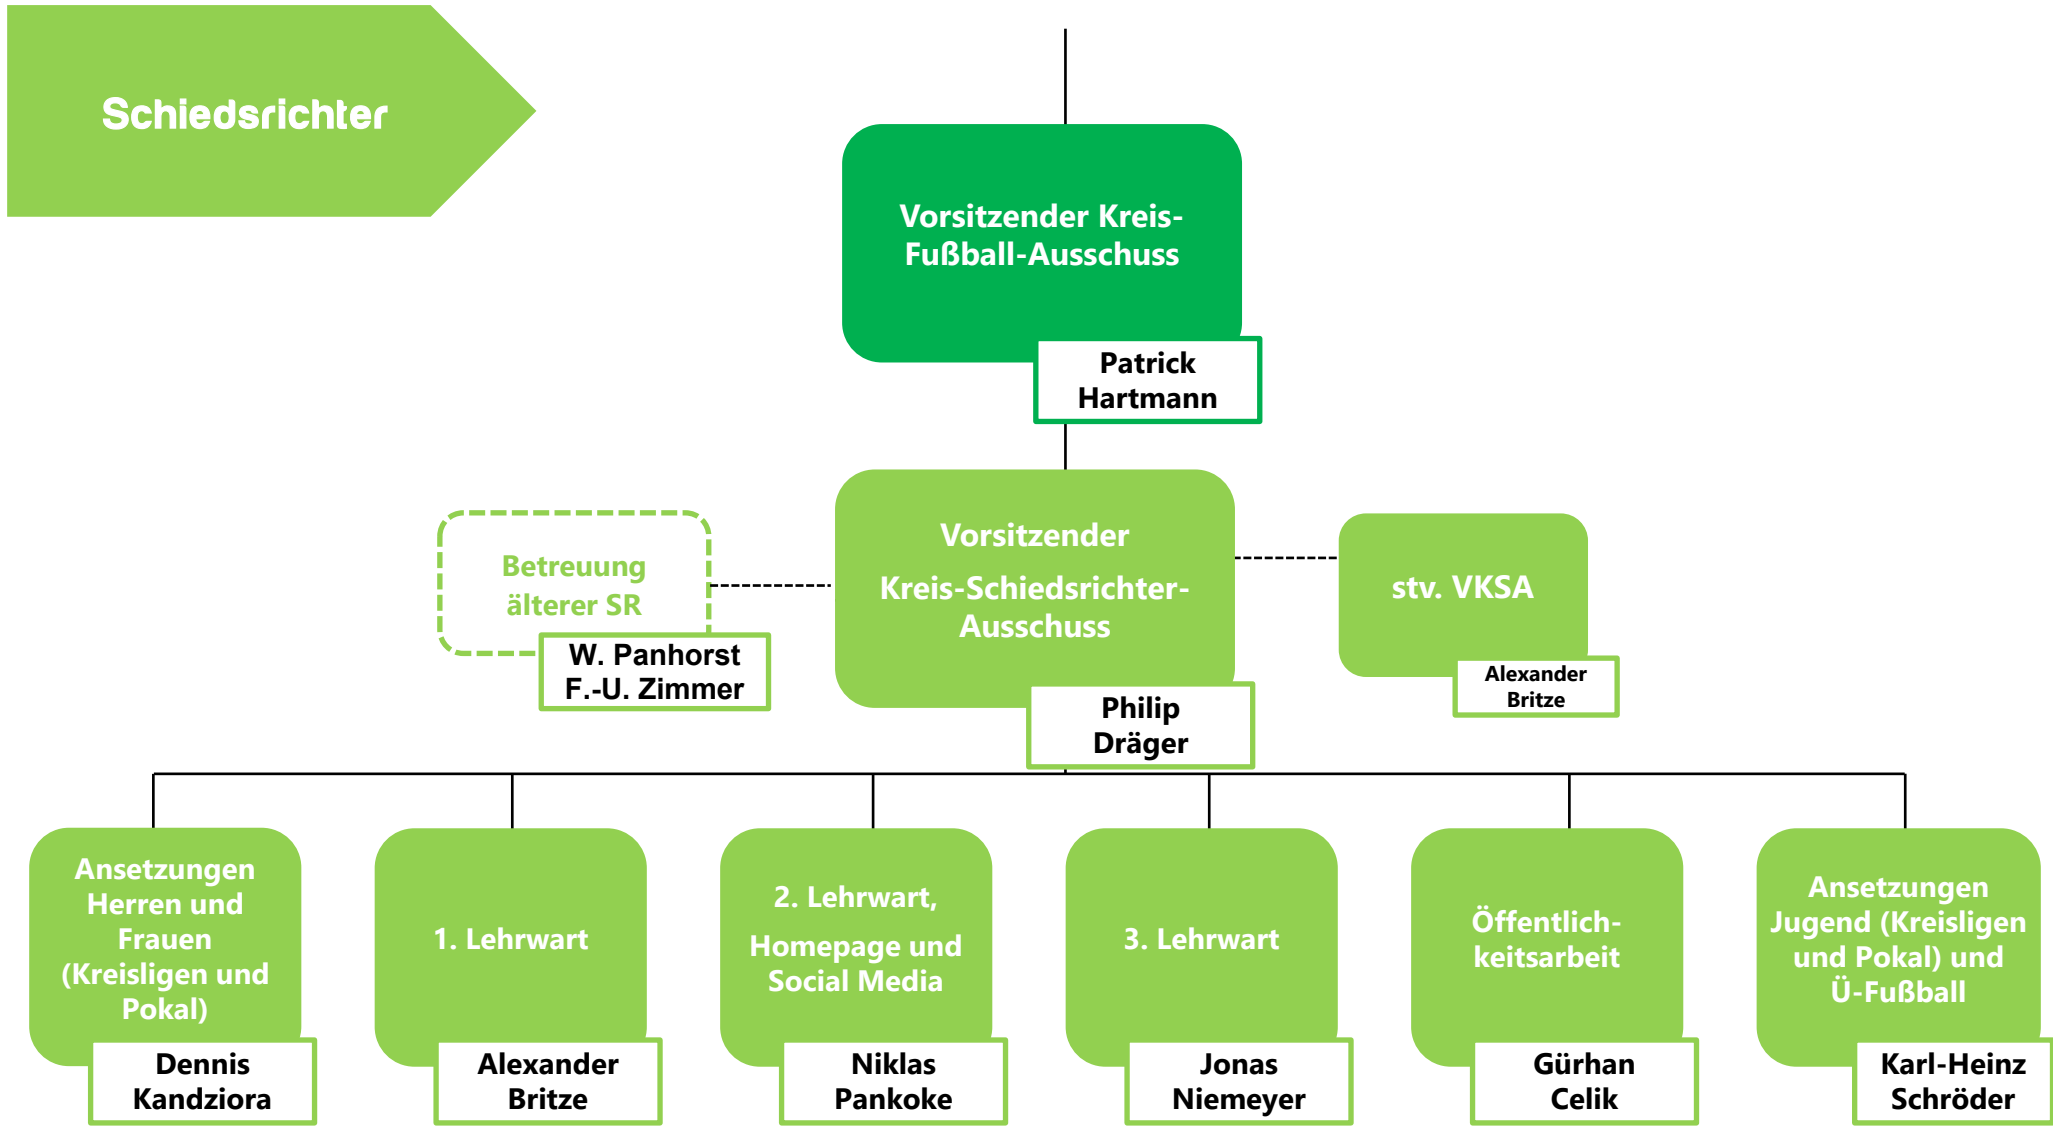 Schiedsrichter
Vorsitzender Kreis-
Fußball-Ausschuss
Patrick
Hartmann
Betreuung
älterer SR
W. Panhorst
F.-U. Zimmer
Vorsitzender
Kreis-Schiedsrichter-
Ausschuss
Philip
Dräger
stv. VKSA
Alexander
Britze
Ansetzungen
Herren und
Frauen
(Kreisligen und
Pokal)
Dennis
Kandziora
1. Lehrwart
Alexander
Britze
2. Lehrwart,
Homepage und
Social Media
Niklas
Pankoke
3. Lehrwart
Jonas
Niemeyer
Öffentlich-
keitsarbeit
Gürhan
Celik
Ansetzungen
Jugend (Kreisligen
und Pokal) und
Ü-Fußball
Karl-Heinz
Schröder